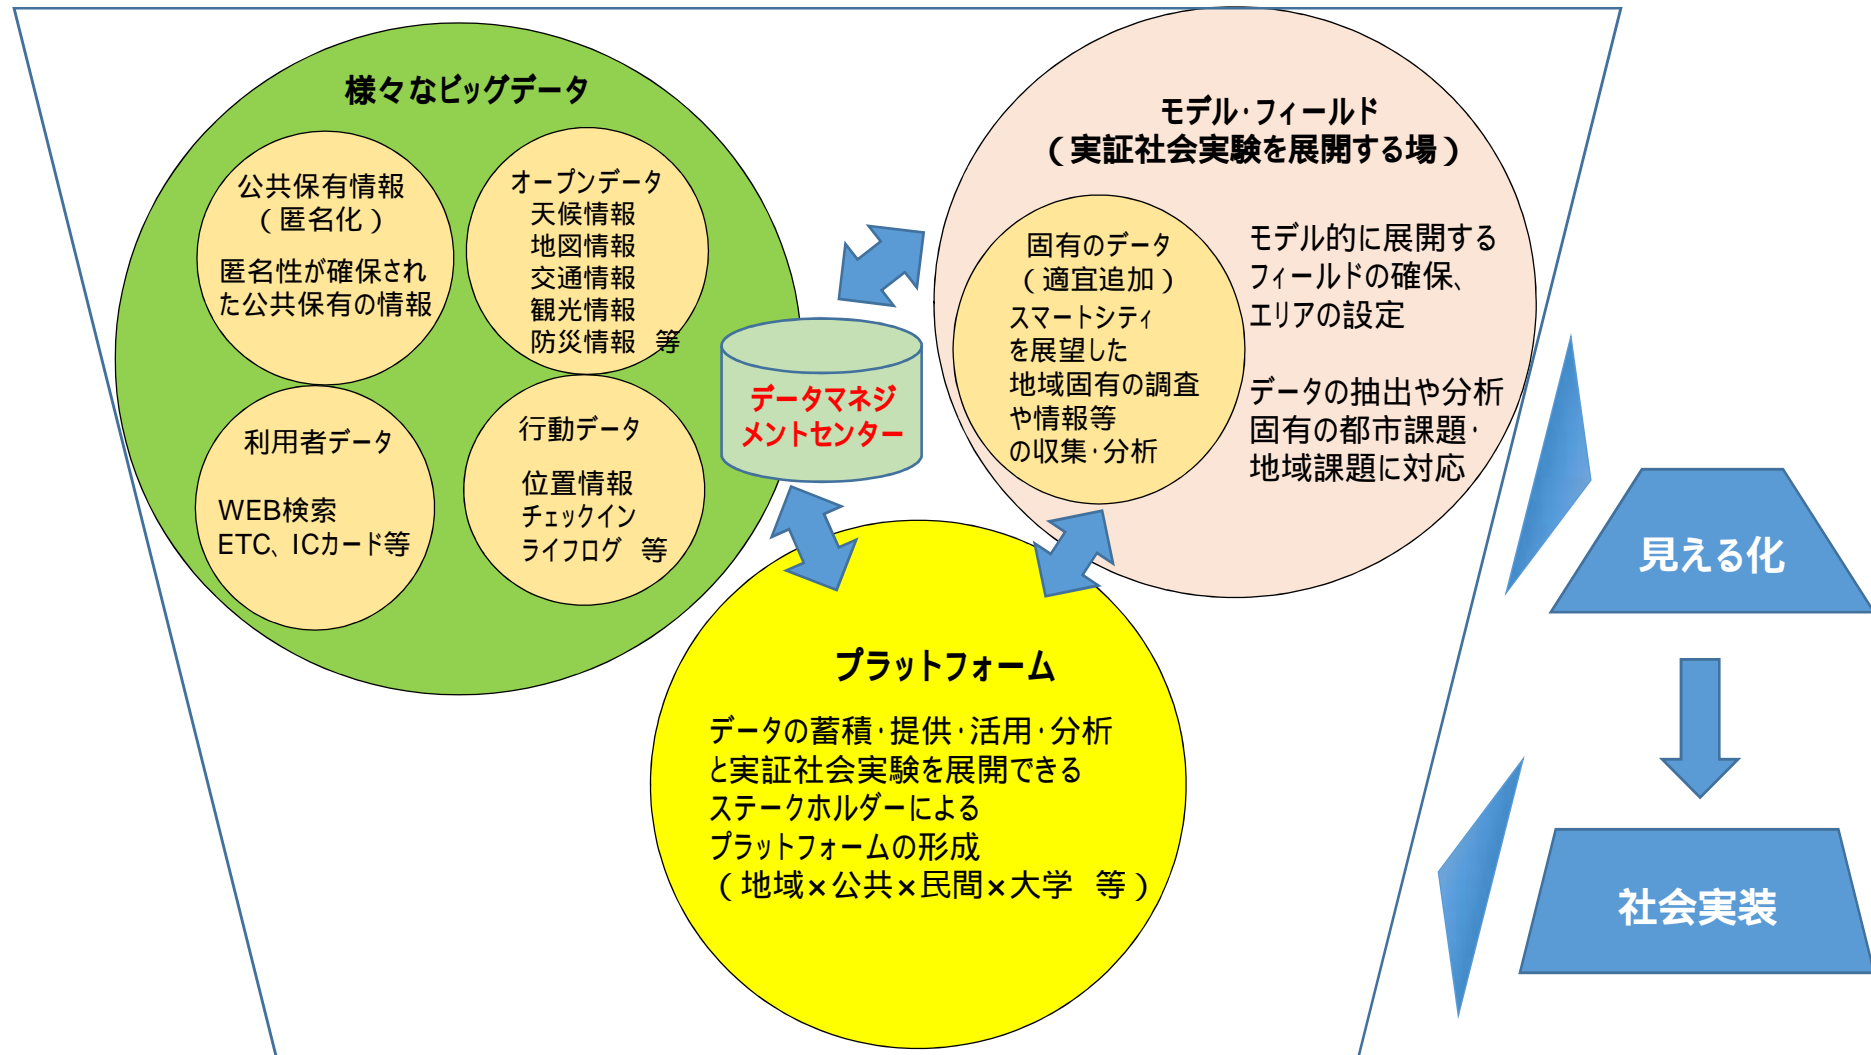 様々なビッグデータ
公共保有情報
(匿名化)
匿名性が確保され
た公共保有の情報
オープンデータ
天候情報
地図情報
交通情報
観光情報
防災情報 等
利用者データ
WEB検索
ETC、ICカード等
行動データ
位置情報
チェックイン
ライフログ 等
データマネジ
メントセンター
モデル・フィールド
(実証社会実験を展開する場)
固有のデータ
(適宜追加)
スマートシティ
を展望した
地域固有の調査
や情報等
の収集・分析
モデル的に展開する
フィールドの確保、
エリアの設定
データの抽出や分析
固有の都市課題・
地域課題に対応
プラットフォーム
データの蓄積・提供・活用・分析
と実証社会実験を展開できる
ステークホルダーによる
プラットフォームの形成
(地域×公共×民間×大学 等)
見える化
社会実装